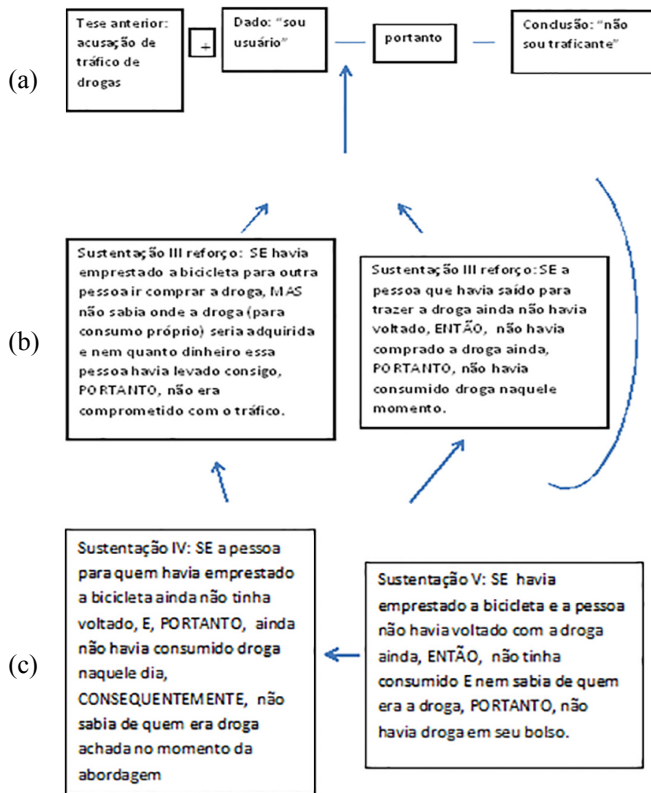 (a)
Tese anterior:
acusação de
tráfico de
drogas
+
Dado: “sou
usuário”
portanto
Conclusão: “não
sou traficante”
(b)
Sustentação III reforço: SE havia
emprestado a bicicleta para outra
pessoa ir comprar a droga, MAS
não sabia onde a droga (para
consumo próprio) seria adquirida
e nem quanto dinheiro essa
pessoa havia levado consigo,
PORTANTO, não era
comprometido com o tráfico.
Sustentação III reforço: SE a
pessoa que havia saído para
trazer a droga ainda não havia
voltado, ENTÃO, não havia
comprado a droga ainda,
PORTANTO, não havia
consumido droga naquele
momento.
(c)
Sustentação IV: SE a pessoa
para quem havia emprestado
a bicicleta ainda não tinha
voltado, E, PORTANTO, ainda
não havia consumido droga
naquele dia,
CONSEQUENTEMENTE, não
sabia de quem era droga
achada no momento da
abordagem
Sustentação V: SE havia
emprestado a bicicleta e a pessoa
não havia voltado com a droga
ainda, ENTÃO, não tinha
consumido E nem sabia de quem
era a droga, PORTANTO, não
havia droga em seu bolso.